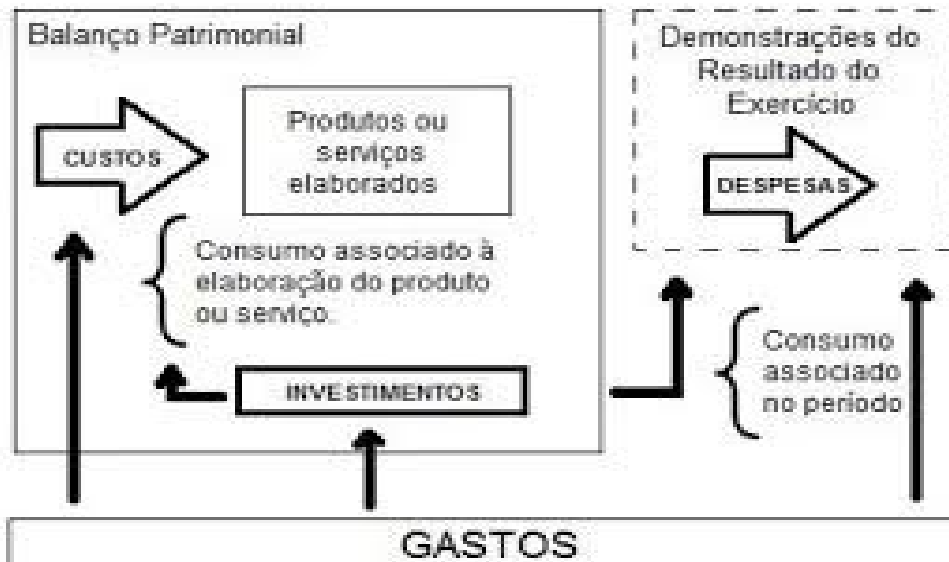 Balanço Patrimonial
CUSTOS
Produtos ou
serviços
elaborados
Consumo associado à
elaboração do produto
ou serviço.
INVESTIMENTOS
Demonstrações do
Resultado do
Exercício
DESPESAS
Consumo
associado
no período
GASTOS